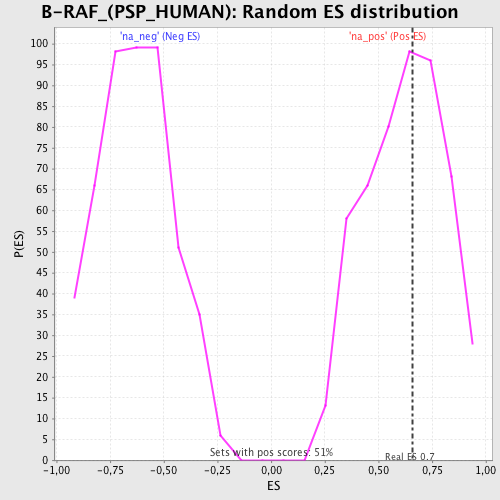 B-RAF_(PSP_HUMAN): Random ES distribution
'na_neg' (Neg ES)
'na_pos' (Pos ES)
100
95
90
85
80
75
70
65
60
55
50
45
40
35
30
25
20
15
10
5
0
P(ES)
Sets with pos scores: 51%
Real ES 0.7
-1,00 -0,75 -0,50 -0,25 0,00 0,25 0,50 0,75 1,00
ES